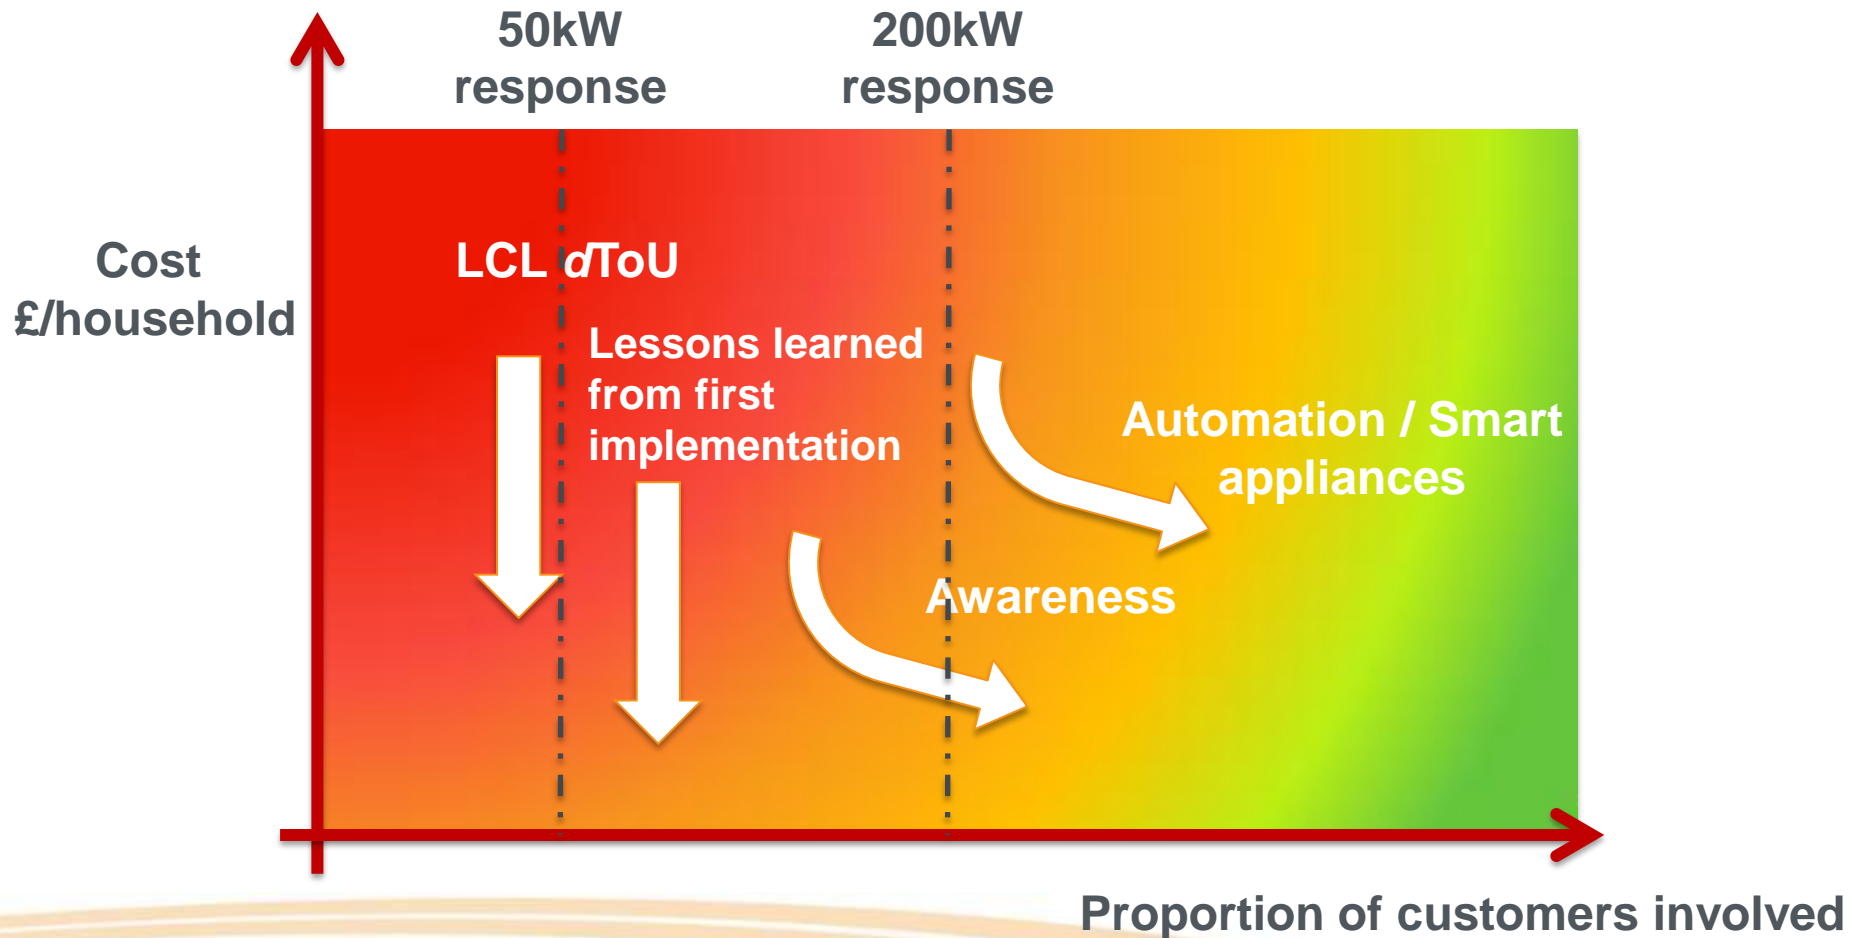 50kW
response
200kW
response
Cost
£/household
LCL dToU
Lessons learned
from first
implementation
Automation / Smart
appliances
Awareness
Proportion of customers involved